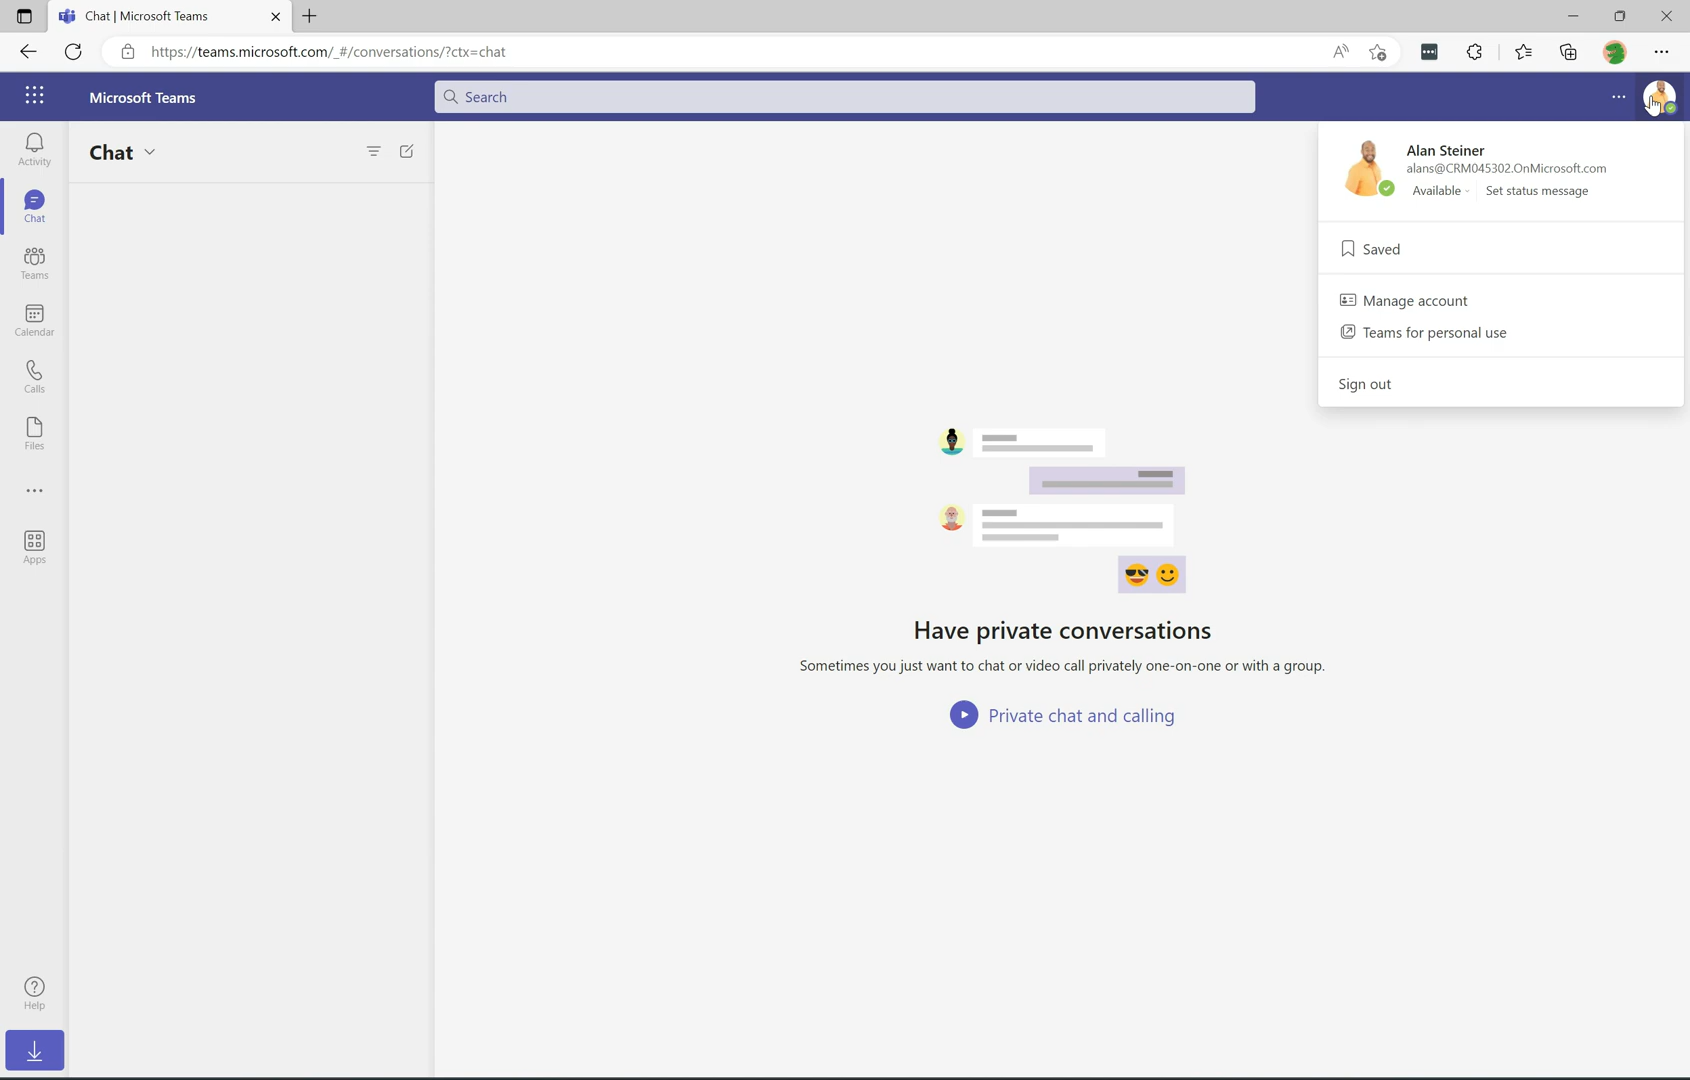 Chat | Microsoft Teams
https://teams.microsoft.com/_#/conversations/?ctx=chat
Microsoft Teams
Search
Activity
Chat
Teams
Calendar
Calls
Files
Apps
Help
Chat
Alan Steiner
alans@CRM045302.OnMicrosoft.com
Available Set status message
Saved
Manage account
Teams for personal use
Sign out
Have private conversations
Sometimes you just want to chat or video call privately one-on-one or with a group.
Private chat and calling